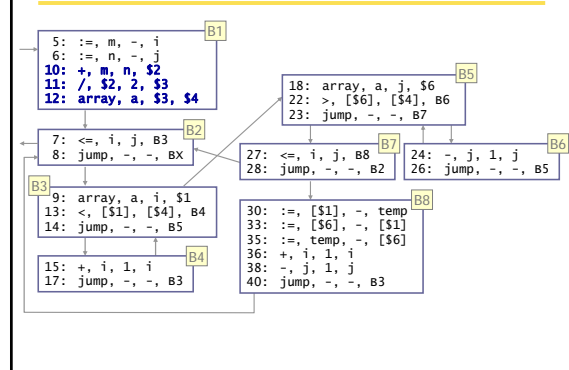 B1
5: :=, m, -, i
6: :=, n, -, j
10: +, m, n, $2
11: /, $2, 2, $3
12: array, a, $3, $4
B2
7: <=, i, j, B3
8: jump, -, -, BX
B3
9: array, a, i, $1
13: <, [$1], [$4], B4
14: jump, -, -, B5
B4
15: +, i, 1, i
17: jump, -, -, B3
B5
18: array, a, j, $6
22: >, [$6], [$4], B6
23: jump, -, -, B7
B7
27: <=, i, j, B8
28: jump, -, -, B2
B6
24: -, j, 1, j
26: jump, -, -, B5
B8
30: :=, [$1], -, temp
33: :=, [$6], -, [$1]
35: :=, temp, -, [$6]
36: +, i, 1, i
38: -, j, 1, j
40: jump, -, -, B3